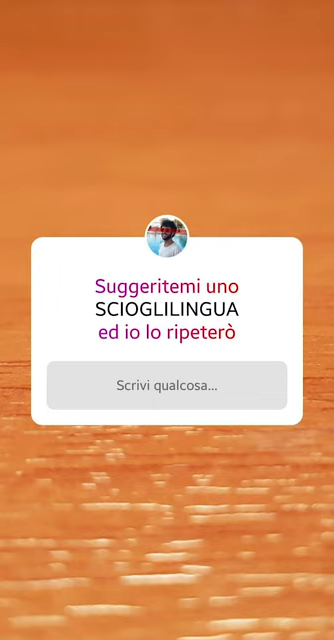 Suggeritemi uno
SCIOGLILINGUA
ed io lo ripeterò
Scrivi qualcosa...